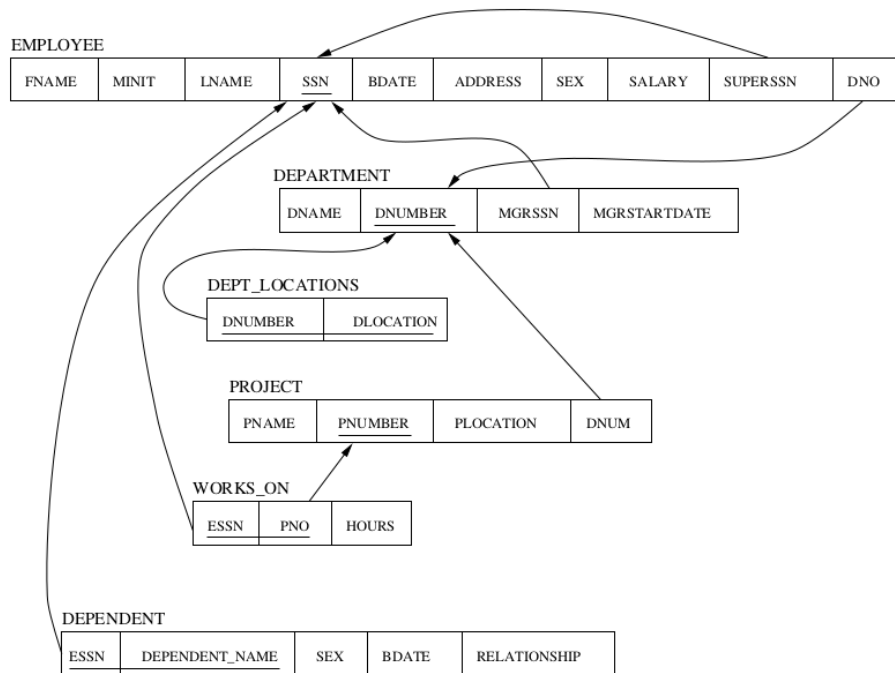 EMPLOYEE
FNAME MINIT LNAME SSN BDATE ADDRESS SEX SALARY SUPERSSN DNO
DEPARTMENT
DNAME DNUMBER MGRSSN MGRSTARTDATE
DEPT_LOCATIONS
DNUMBER DLOCATION
PROJECT
PNAME PNUMBER PLOCATION DNUM
WORKS_ON
ESSN PNO HOURS
DEPENDENT
ESSN DEPENDENT_NAME SEX BDATE RELATIONSHIP